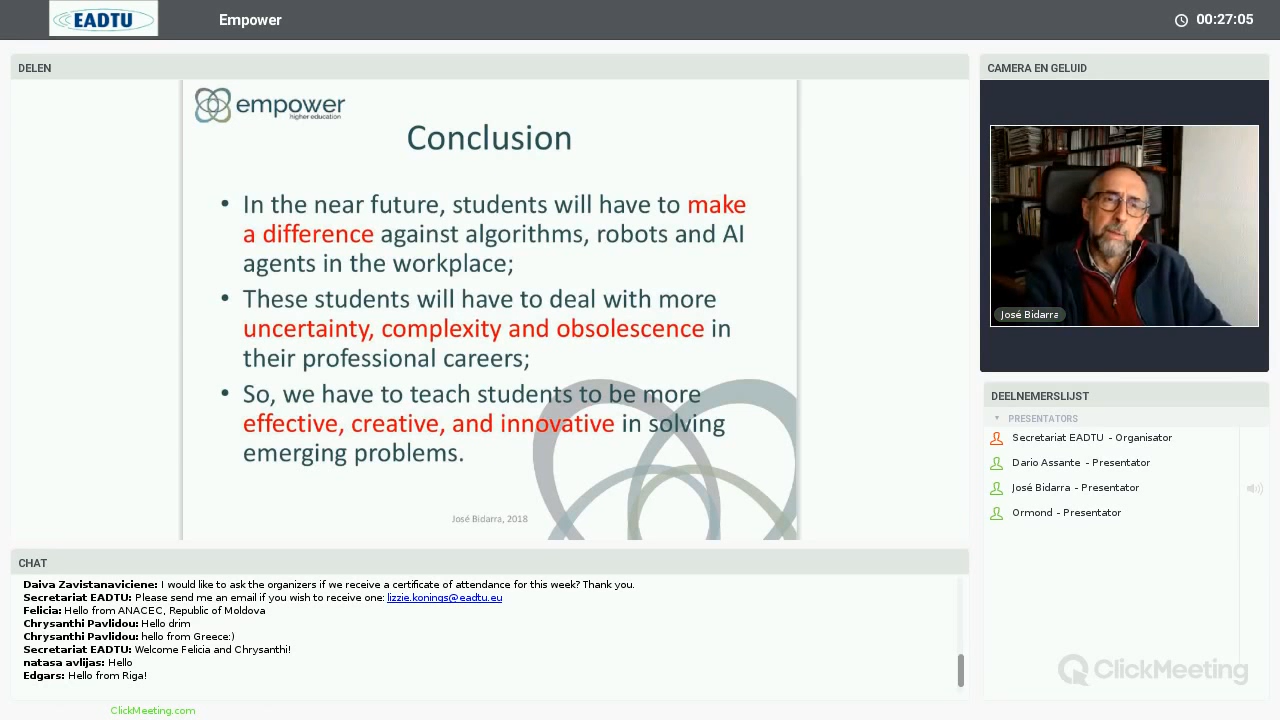 EADTU
Empower
00:27:05
DELEN
empower
higher education
Conclusion
• In the near future, students will have to make
a difference against algorithms, robots and AI
agents in the workplace;
• These students will have to deal with more
uncertainty, complexity and obsolescence in
their professional careers;
• So, we have to teach students to be more
effective, creative, and innovative in solving
emerging problems.
José Bidarra, 2018
CAMERA EN GELUID
José Bidarra
DEELNEMERSLIJST
PRESENTATORS
Secretariat EADTU - Organisator
Dario Assante - Presentator
José Bidarra - Presentator
Ormond - Presentator
CHAT
Daiva Zavistanaviciene: I would like to ask the organizers if we receive a certificate of attendance for this week? Thank you.
Secretariat EADTU: Please send me an email if you wish to receive one: lizzie.konings@eadtu.eu
Felicia: Hello from ANACEC, Republic of Moldova
Chrysanthi Pavlidou: Hello drim
Chrysanthi Pavlidou: hello from Greece:)
Secretariat EADTU: Welcome Felicia and Chrysanthi!
natasa avlijas: Hello
Edgars: Hello from Riga!
ClickMeeting
ClickMeeting.com